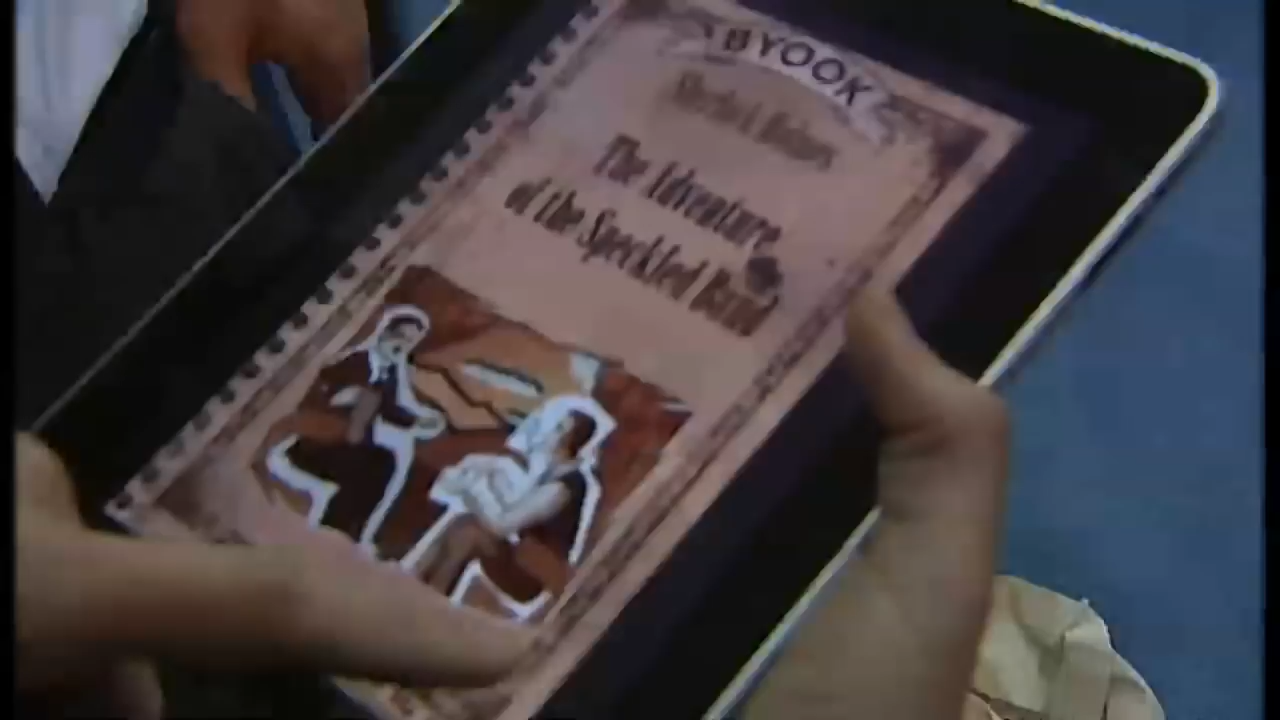 BYOOK
Sherlock Holmes
The Adventure
of the Speckled Band